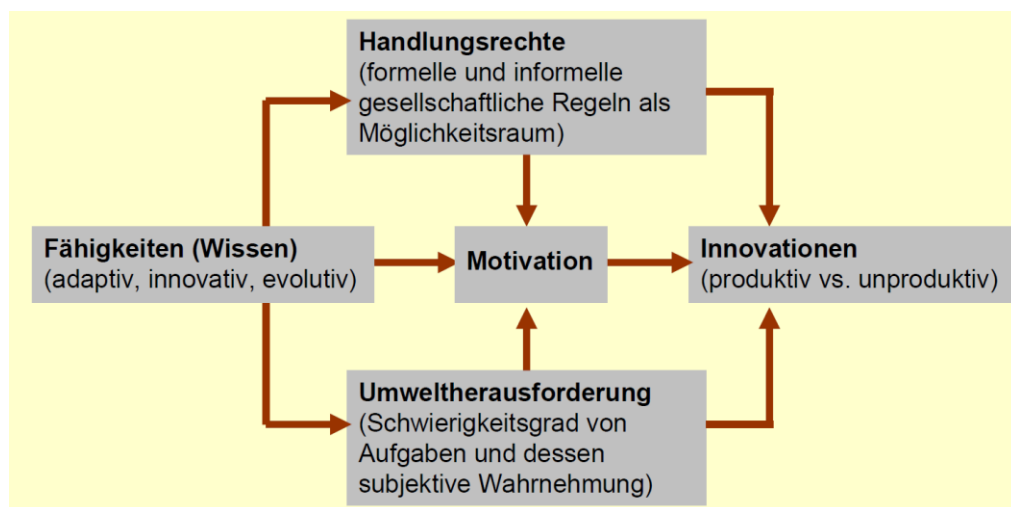 Handlungsrechte
(formelle und informelle
gesellschaftliche Regeln als
Möglichkeitsraum)
Fähigkeiten (Wissen)
(adaptiv, innovativ, evolutiv)
Motivation
Innovationen
(produktiv vs. unproduktiv)
Umweltherausforderung
(Schwierigkeitsgrad von
Aufgaben und dessen
subjektive Wahrnehmung)